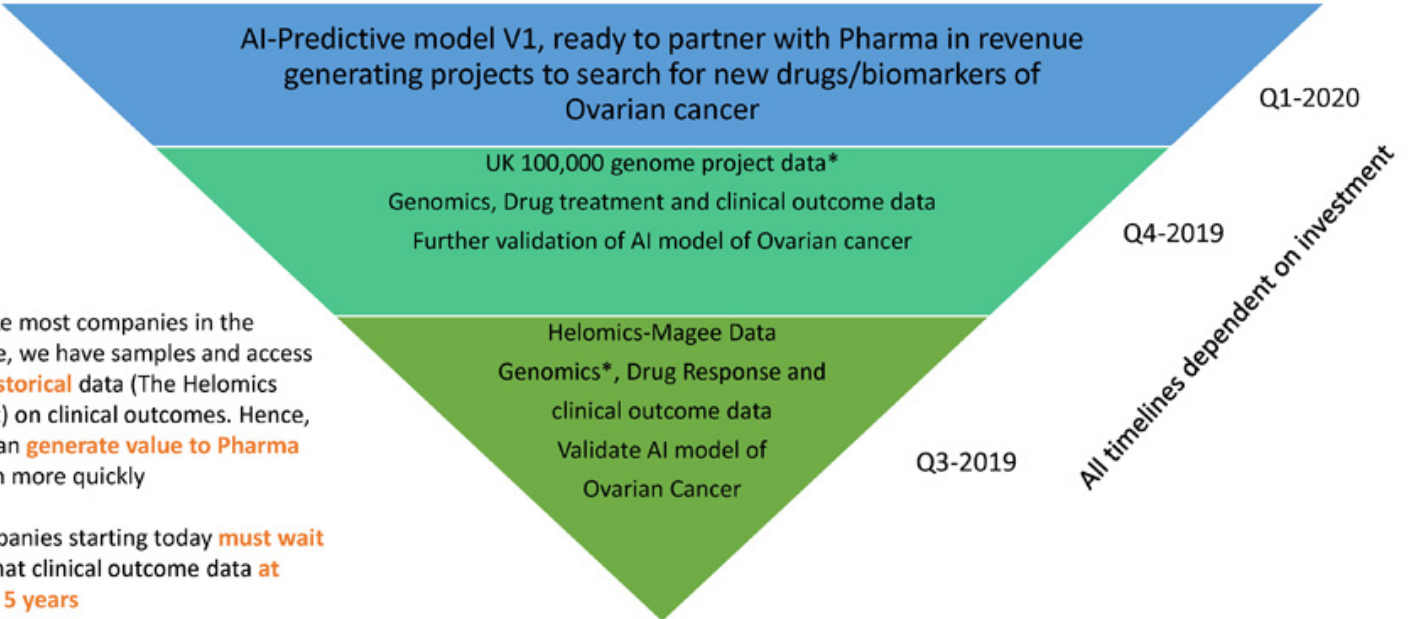 AI-Predictive model V1, ready to partner with Pharma in revenue
generating projects to search for new drugs/biomarkers of
Ovarian cancer
Q1-2020
UK 100,000 genome project data*
Genomics, Drug treatment and clinical outcome data
Further validation of AI model of Ovarian cancer
Q4-2019
Helomics-Magee Data
Genomics*, Drug Response and
clinical outcome data
Validate AI model of
Ovarian Cancer
Q3-2019
All timelines dependent on investment
most companies in the
we have samples and access
data (The Helomics
on clinical outcomes. Hence,
generate value to Pharma
more quickly
starting today must wait
clinical outcome data at
5 years